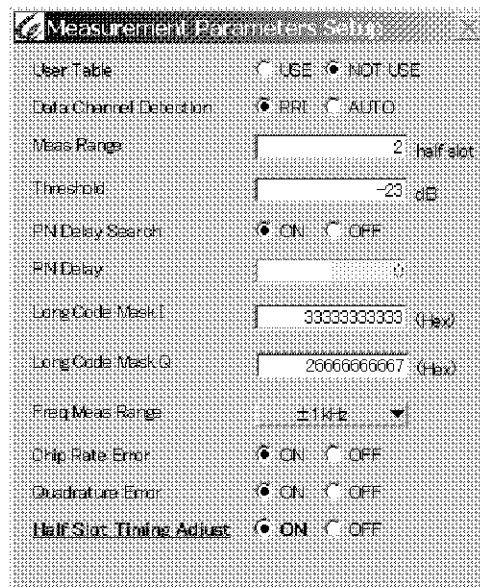 Measurement Parameters Setup
User Table USE NOT USE
Data Channel Detection RRI AUTO
Meas Range 2 half slot
Threshold -23 dB
PN Delay Search ON OFF
PN Delay 0
Long Code Mask I 33333333333 (Hex)
Long Code Mask Q 26666666667 (Hex)
Freq Meas Range ±1kHz
Chip Rate Error ON OFF
Quadrature Error ON OFF
Half Slot Timing Adjust ON OFF